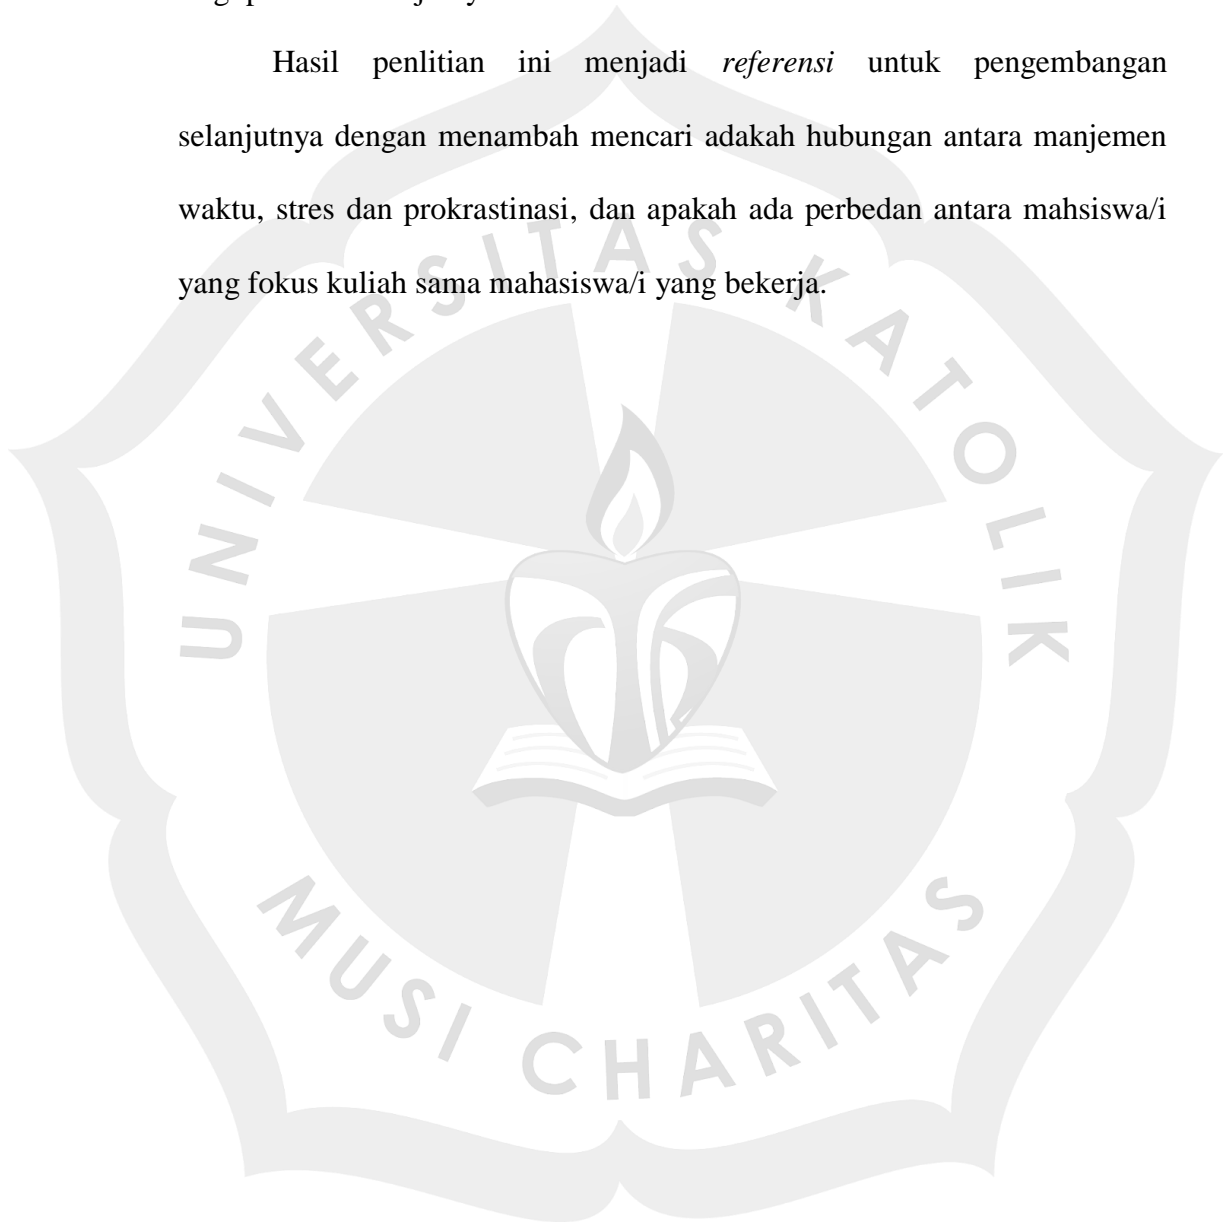 Hasil penlitian ini menjadi referensi untuk pengembangan
selanjutnya dengan menambah mencari adakah hubungan antara manjemen
waktu, stres dan prokrastinasi, dan apakah ada perbedan antara mahsiswa/i
yang fokus kuliah sama mahasiswa/i yang bekerja.
UNIVERSITAS KATOLIK
MUSI CHARITAS